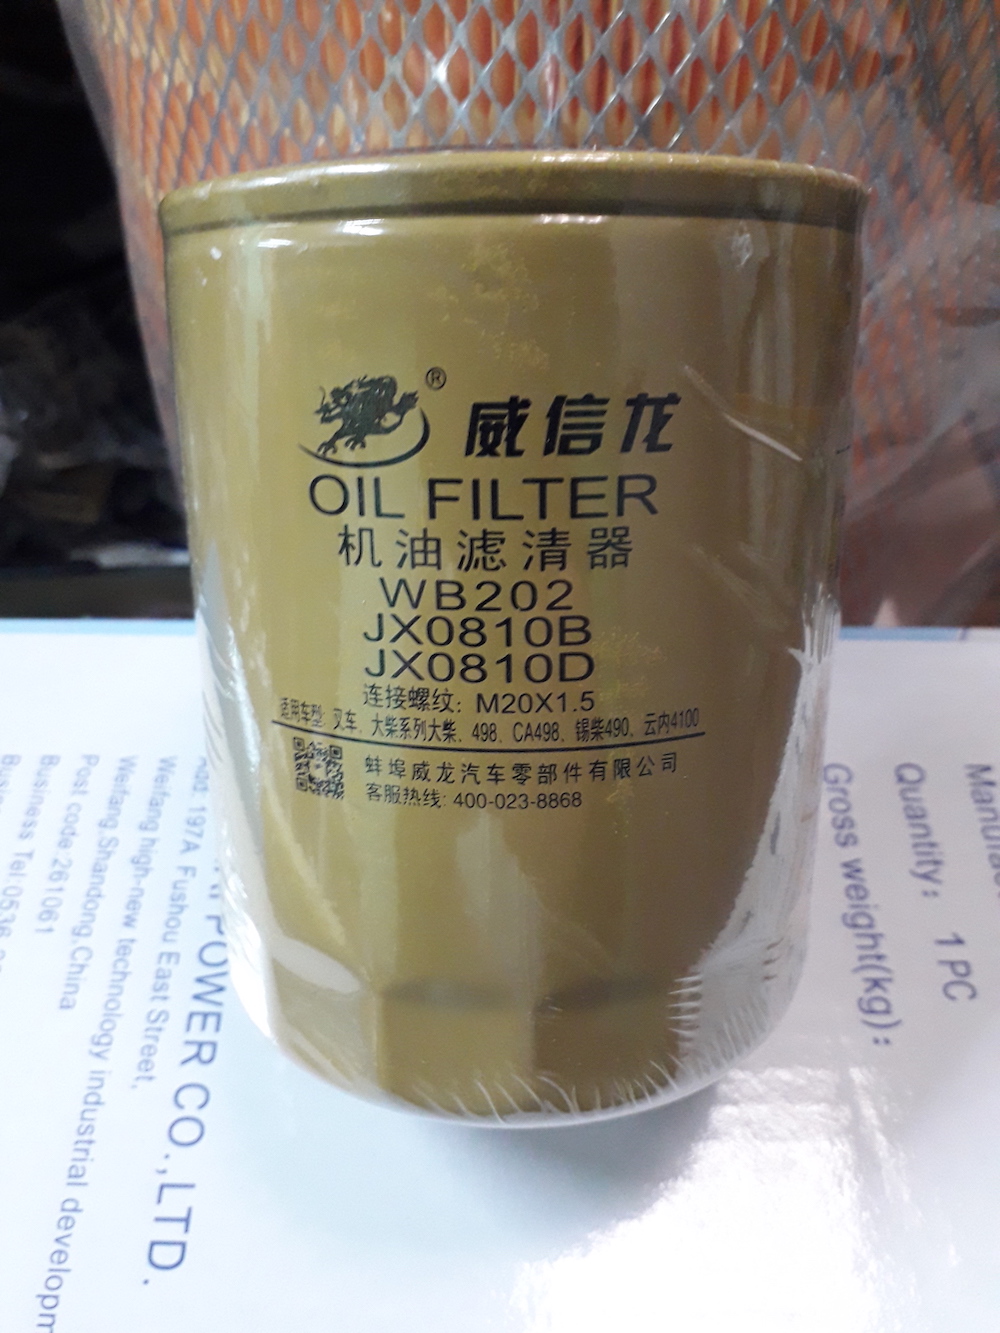 ®
威信龙
OIL FILTER
机油滤清器
WB202
JX0810B
JX0810D
连接螺纹: M20X1.5
适用车型: 叉车、大柴系列大柴、498、CA498、锡柴490、云内4100
蚌埠威龙汽车零部件有限公司
客服热线: 400-023-8868
POWER CO.,LTD.
Add: 197A Fushou East Street,
Weifang high-new technology industrial developm
Weifang,Shandong,China
Post code:261061
Business Tel:0536
Quantity: 1 PC
Gross weight(kg):